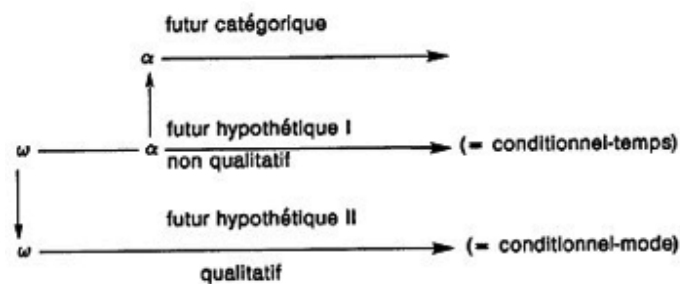 futur catégorique
α
futur hypothétique I
ω α (= conditionnel-temps)
non qualitatif
futur hypothétique II
ω (= conditionnel-mode)
qualitatif